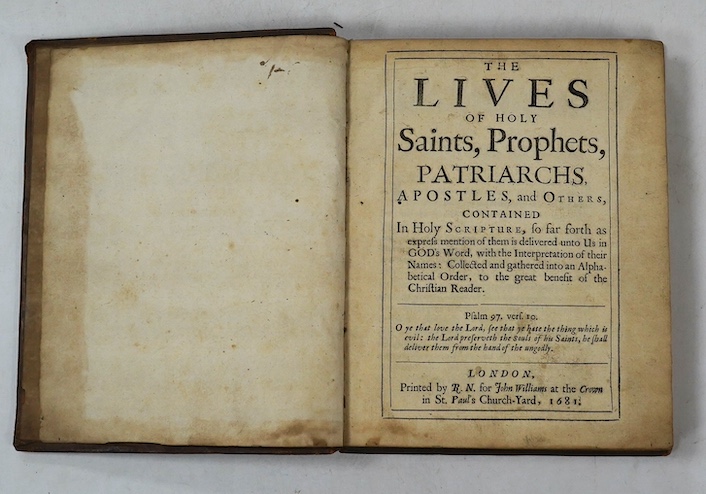 THE
LIVES
OF HOLY
Saints, Prophets,
PATRIARCHS,
APOSTLES, and OTHERS,
CONTAINED
In Holy SCRIPTURE, ſo far forth as
expreſs mention of them is delivered unto Us in
GOD's Word, with the Interpretation of their
Names: Collected and gathered into an Alpha-
betical Order, to the great benefit of the
Chriſtian Reader.
Pſalm 97. verſ. 10.
O ye that love the Lord, ſee that ye hate the thing which is
evil: the Lord preſerveth the souls of his Saints, he ſhall
deliver them from the hand of the ungodly.
LONDON,
Printed by R. N. for John Williams at the Crown
in St. Paul's Church-Yard, 1681.